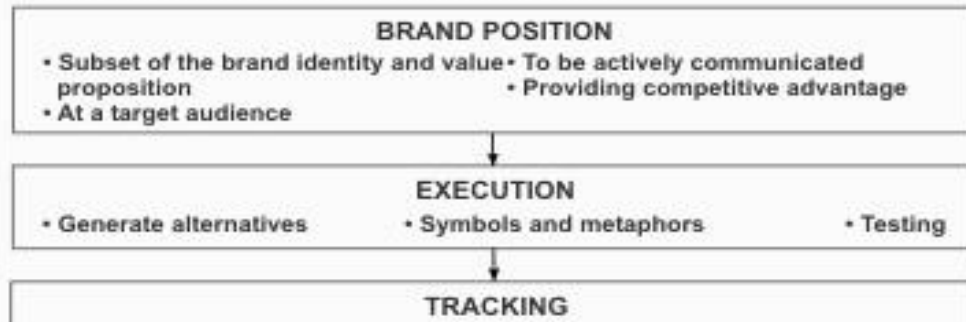 BRAND POSITION
• Subset of the brand identity and value
proposition
• At a target audience
• To be actively communicated
• Providing competitive advantage
EXECUTION
• Generate alternatives
• Symbols and metaphors
• Testing
TRACKING